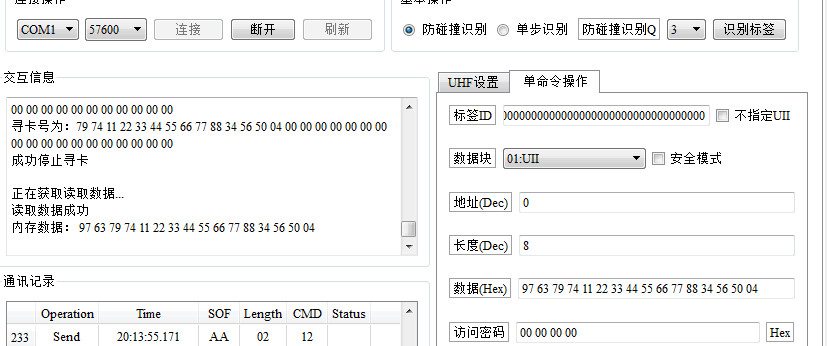 连接操作
基本操作
COM1 57600 连接 断开 刷新
防碰撞识别 单步识别 防碰撞识别Q 3 识别标签
交互信息
00 00 00 00 00 00 00 00 00 00 00
寻卡号为：79 74 11 22 33 44 55 66 77 88 34 56 50 04 00 00 00 00 00 00 00
00 00 00 00 00 00 00 00 00 00 00
成功停止寻卡
正在获取读取数据...
读取数据成功
内存数据：97 63 79 74 11 22 33 44 55 66 77 88 34 56 50 04
UHF设置 单命令操作
标签ID 00000000000000000000000000000000 不指定UII
数据块 01:UII 安全模式
地址(Dec) 0
长度(Dec) 8
数据(Hex) 97 63 79 74 11 22 33 44 55 66 77 88 34 56 50 04
访问密码 00 00 00 00 Hex
通讯记录
Operation Time SOF Length CMD Status
233 Send 20:13:55.171 AA 02 12